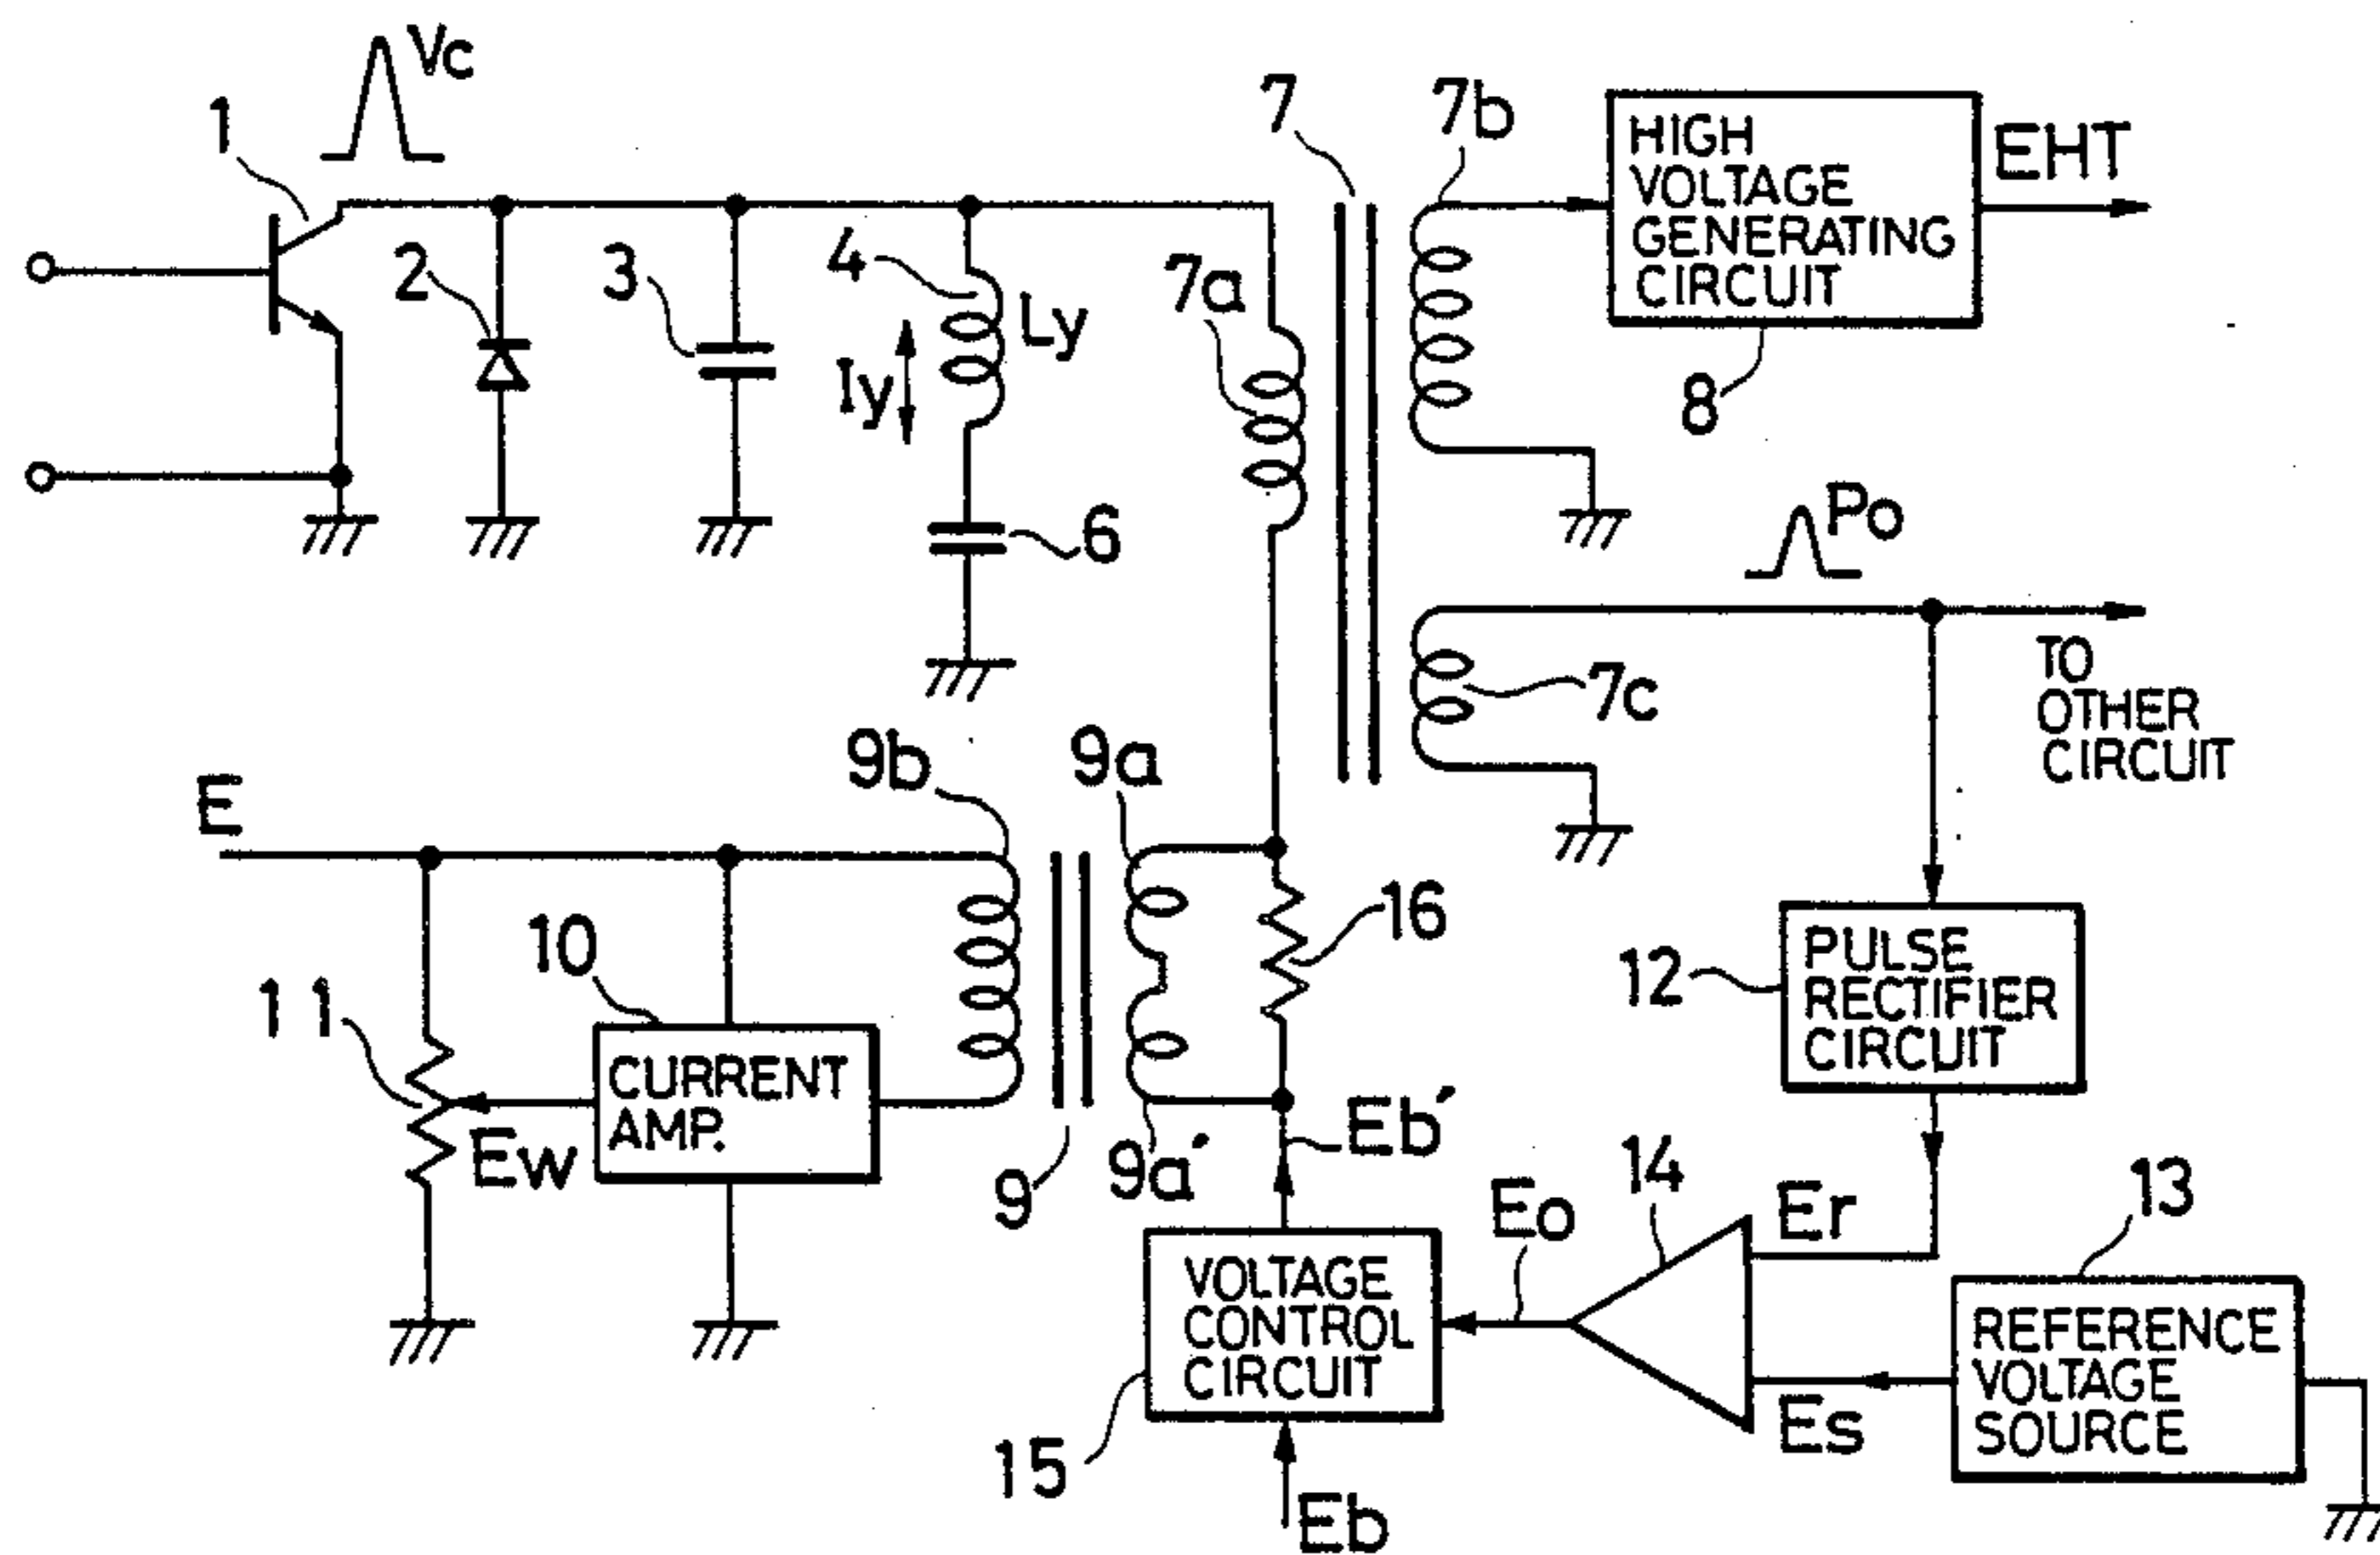 Vc
1
2
3
4
Ly
Iy
6
7
7a
7b
HIGH
VOLTAGE
GENERATING
CIRCUIT
EHT
8
Po
7c
TO
OTHER
CIRCUIT
E
9b
9a
11
10
CURRENT
AMP.
Ew
9
9a'
16
Eb'
12
PULSE
RECTIFIER
CIRCUIT
14
Er
13
Eo
VOLTAGE
CONTROL
CIRCUIT
15
Eb
Es
REFERENCE
VOLTAGE
SOURCE